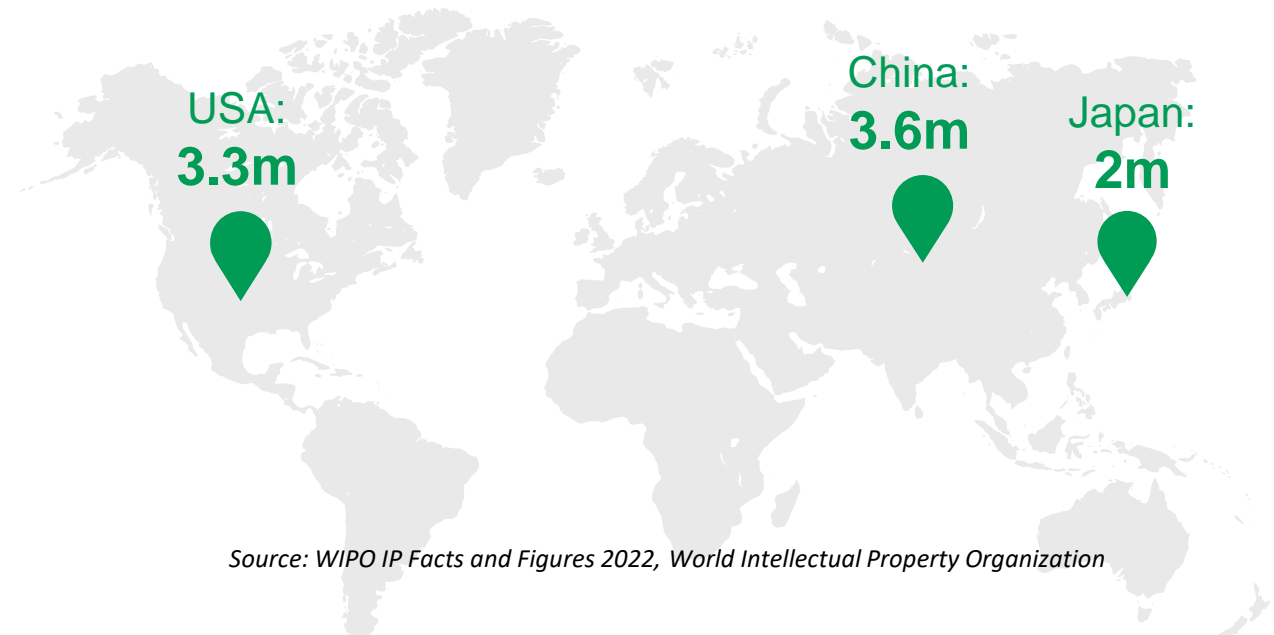 USA:
3.3m
China:
3.6m
Japan:
2m
Source: WIPO IP Facts and Figures 2022, World Intellectual Property Organization